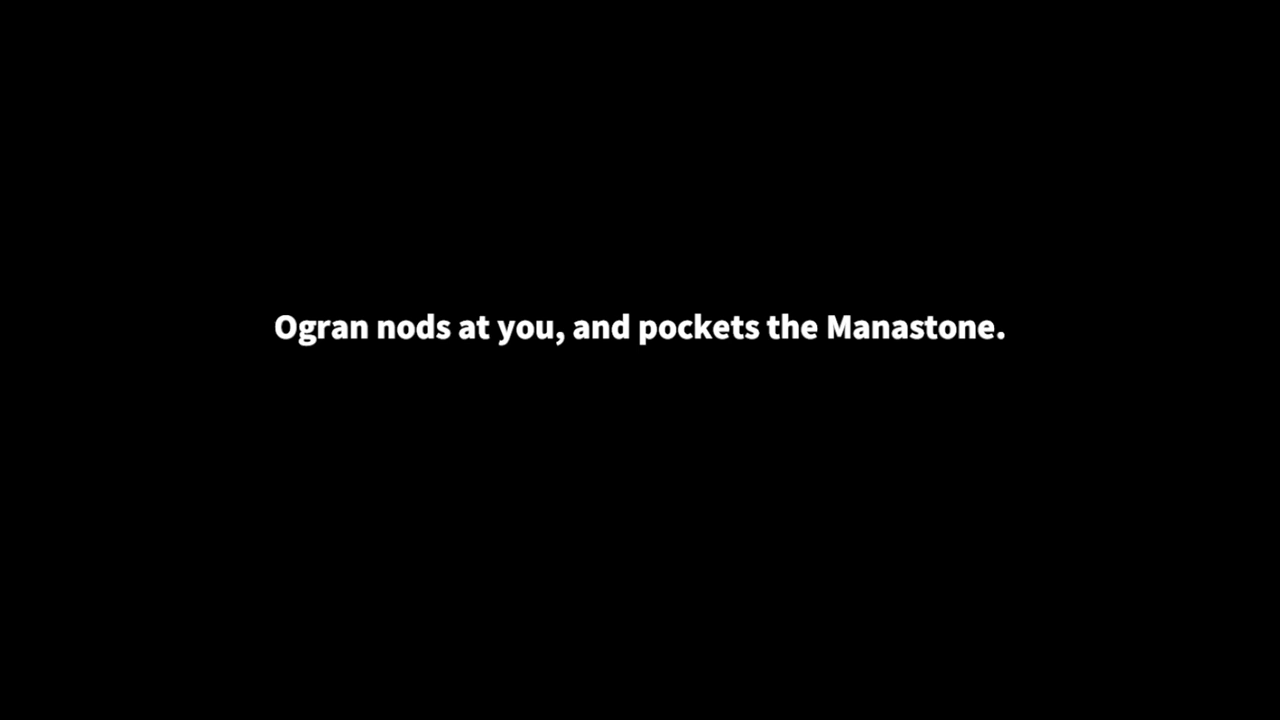 Ogran nods at you, and pockets the Manastone.